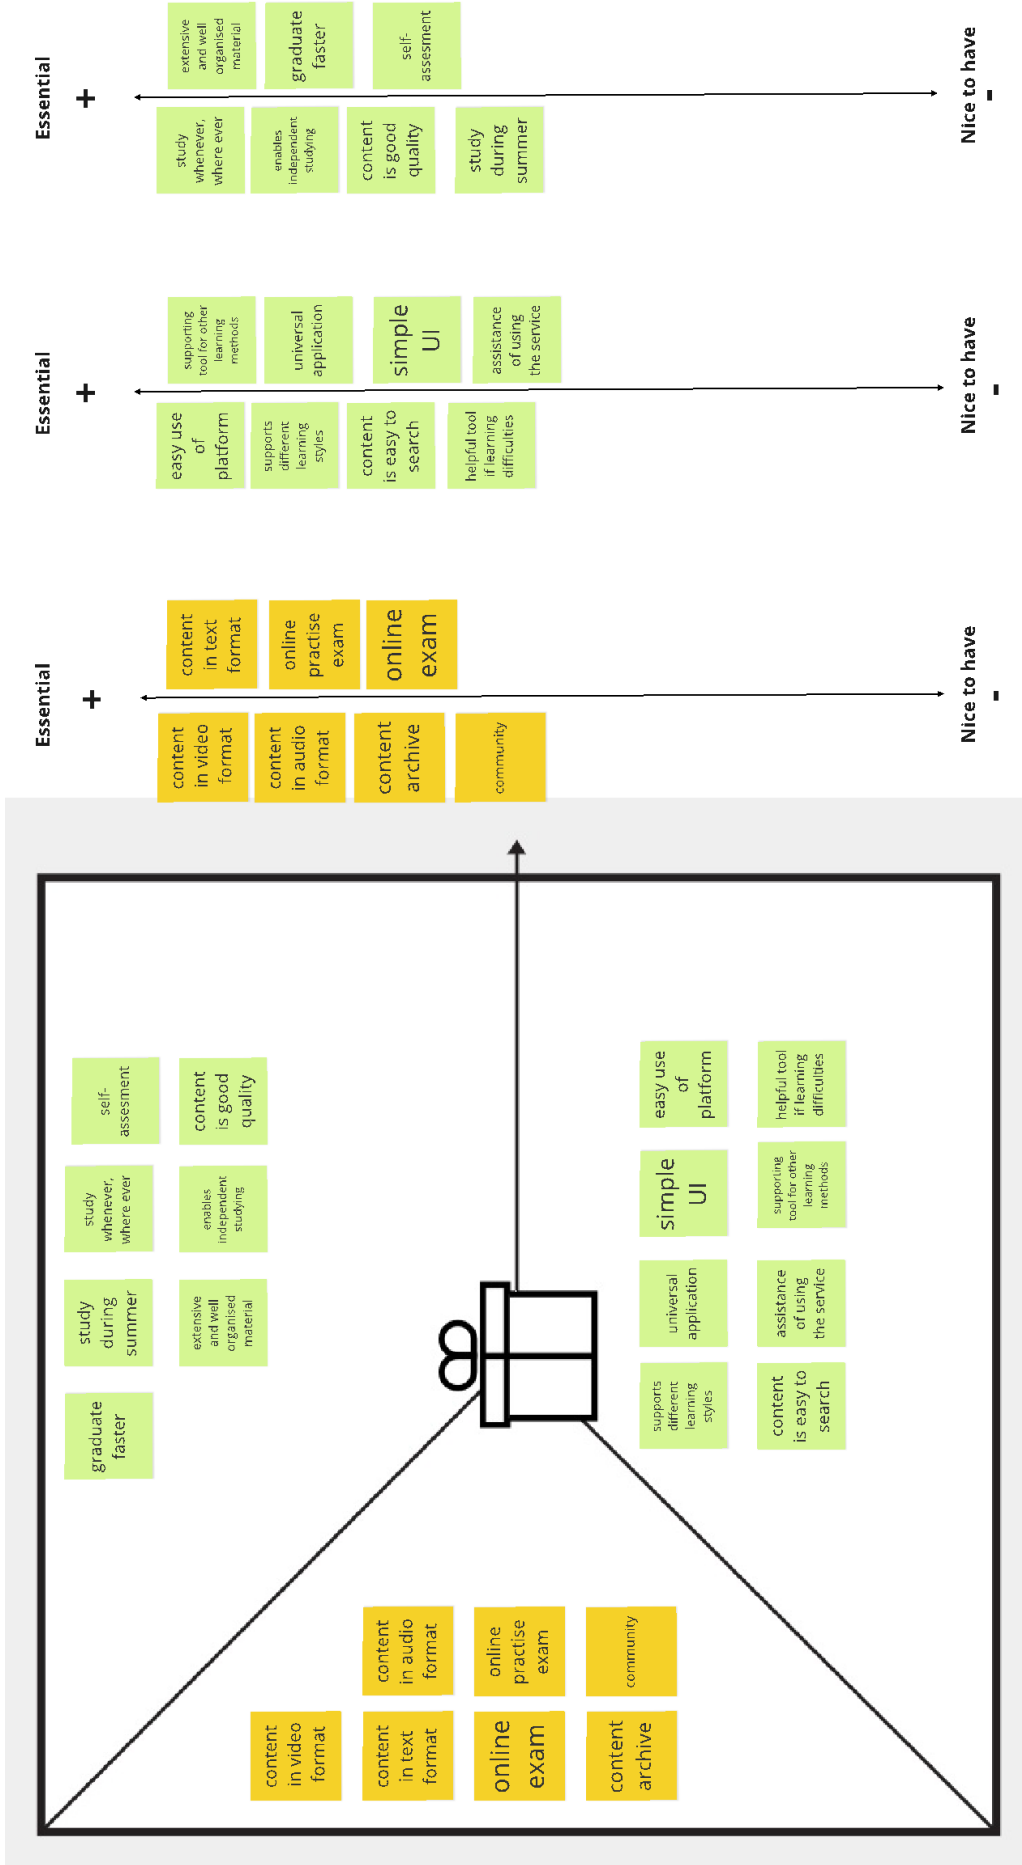 graduate
faster
study
during
summer
study
whenever,
where ever
self-
assesment
extensive
and well
organised
material
enables
independent
studying
content
is good
quality
content
in video
format
content
in text
format
content
in audio
format
online
exam
online
practise
exam
content
archive
community
supports
different
learning
styles
universal
application
simple
UI
easy use
of
platform
content
is easy to
search
assistance
of using
the service
supporting
tool for other
learning
methods
helpful tool
if learning
difficulties
Essential
+
content
in video
format
content
in text
format
content
in audio
format
online
practise
exam
content
archive
online
exam
community
Nice to have
-
Essential
+
easy use
of
platform
supporting
tool for other
learning
methods
supports
different
learning
styles
universal
application
content
is easy to
search
simple
UI
helpful tool
if learning
difficulties
assistance
of using
the service
Nice to have
-
Essential
+
study
whenever,
where ever
extensive
and well
organised
material
enables
independent
studying
graduate
faster
content
is good
quality
self-
assesment
study
during
summer
Nice to have
-